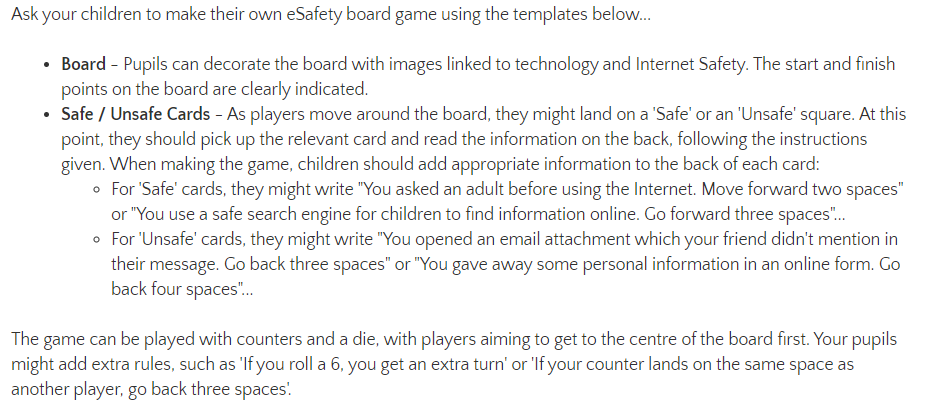 Ask your children to make their own eSafety board game using the templates below...
• Board - Pupils can decorate the board with images linked to technology and Internet Safety. The start and finish
points on the board are clearly indicated.
• Safe / Unsafe Cards - As players move around the board, they might land on a 'Safe' or an 'Unsafe' square. At this
point, they should pick up the relevant card and read the information on the back, following the instructions
given. When making the game, children should add appropriate information to the back of each card:
◦ For 'Safe' cards, they might write "You asked an adult before using the Internet. Move forward two spaces"
or "You use a safe search engine for children to find information online. Go forward three spaces"...
◦ For 'Unsafe' cards, they might write "You opened an email attachment which your friend didn't mention in
their message. Go back three spaces" or "You gave away some personal information in an online form. Go
back four spaces"...
The game can be played with counters and a die, with players aiming to get to the centre of the board first. Your pupils
might add extra rules, such as 'If you roll a 6, you get an extra turn' or 'If your counter lands on the same space as
another player, go back three spaces'.